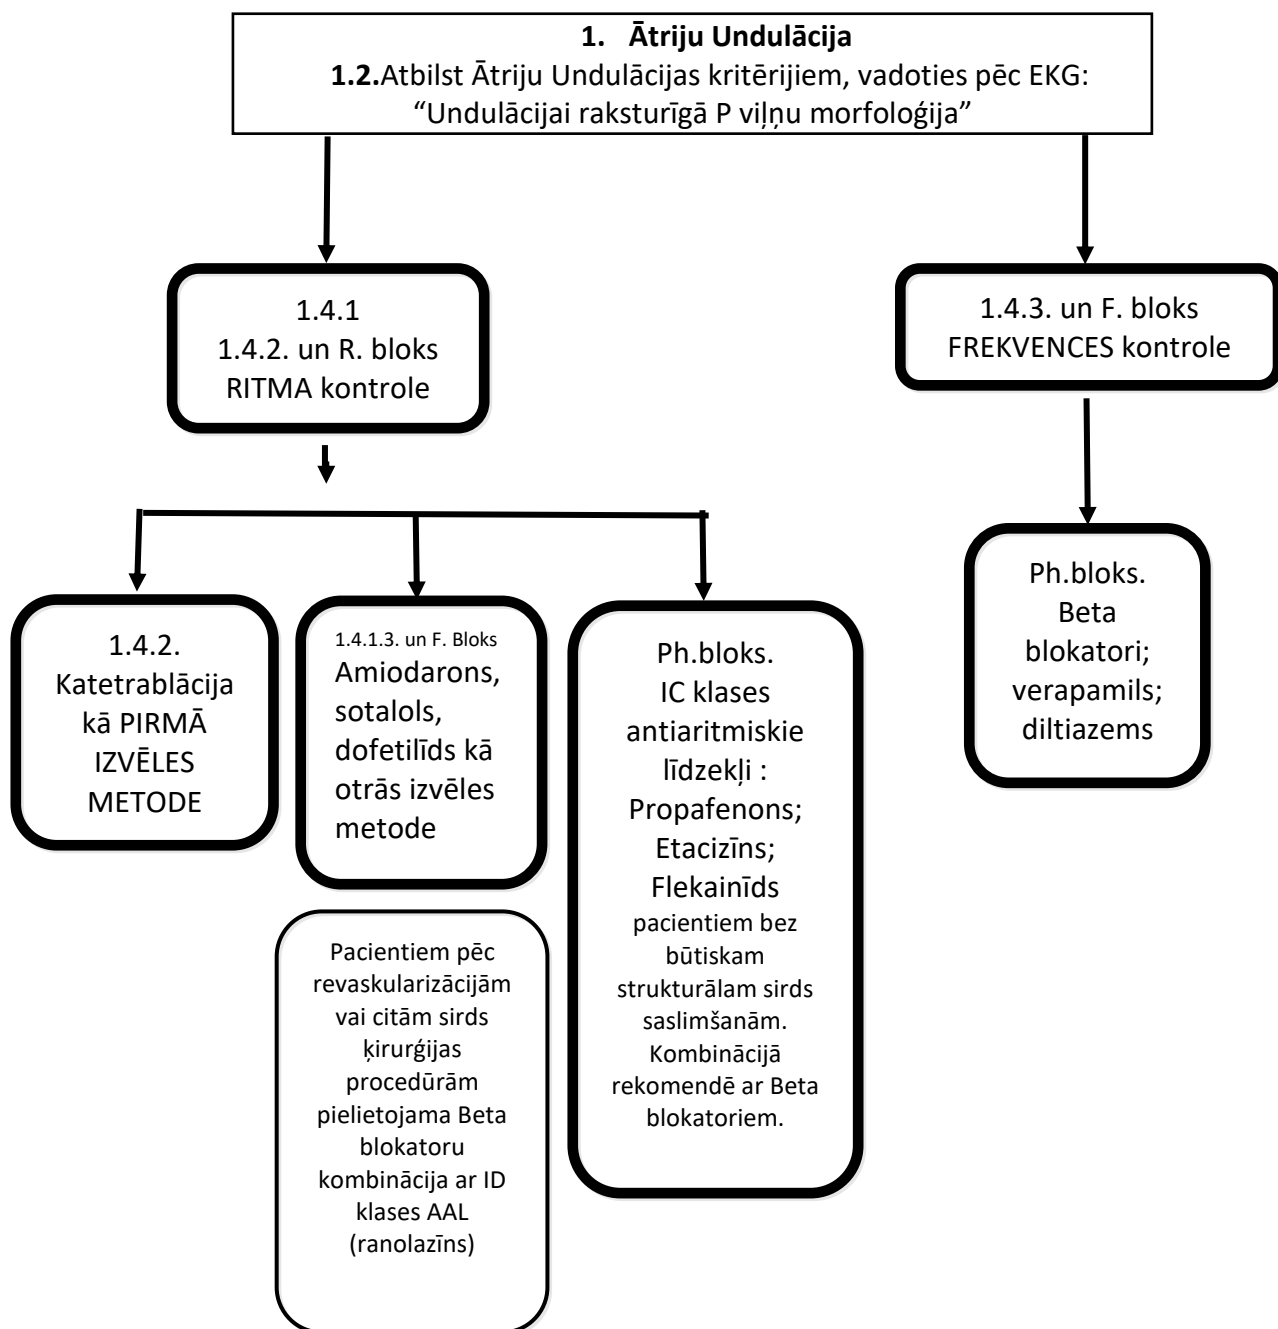 1. Ātriju Undulācija
1.2.Atbilst Ātriju Undulācijas kritērijiem, vadoties pēc EKG:
“Undulācijai raksturīgā P viļņu morfoloģija”
1.4.1
1.4.2. un R. bloks
RITMA kontrole
1.4.3. un F. bloks
FREKVENCES kontrole
1.4.2.
Katetrablācija
kā PIRMĀ
IZVĒLES
METODE
1.4.1.3. un F. Bloks
Amiodarons,
sotalols,
dofetilīds kā
otrās izvēles
metode
Ph.bloks.
IC klases
antiaritmiskie
līdzekļi :
Propafenons;
Etacizīns;
Flekainīds
pacientiem bez
būtiskam
strukturālam sirds
saslimšanām.
Kombinācijā
rekomendē ar Beta
blokatoriem.
Ph.bloks.
Beta
blokatori;
verapamils;
diltiazems
Pacientiem pēc
revaskularizācijām
vai citām sirds
ķirurģijas
procedūrām
pielietojama Beta
blokatoru
kombinācija ar ID
klases AAL
(ranolazīns)